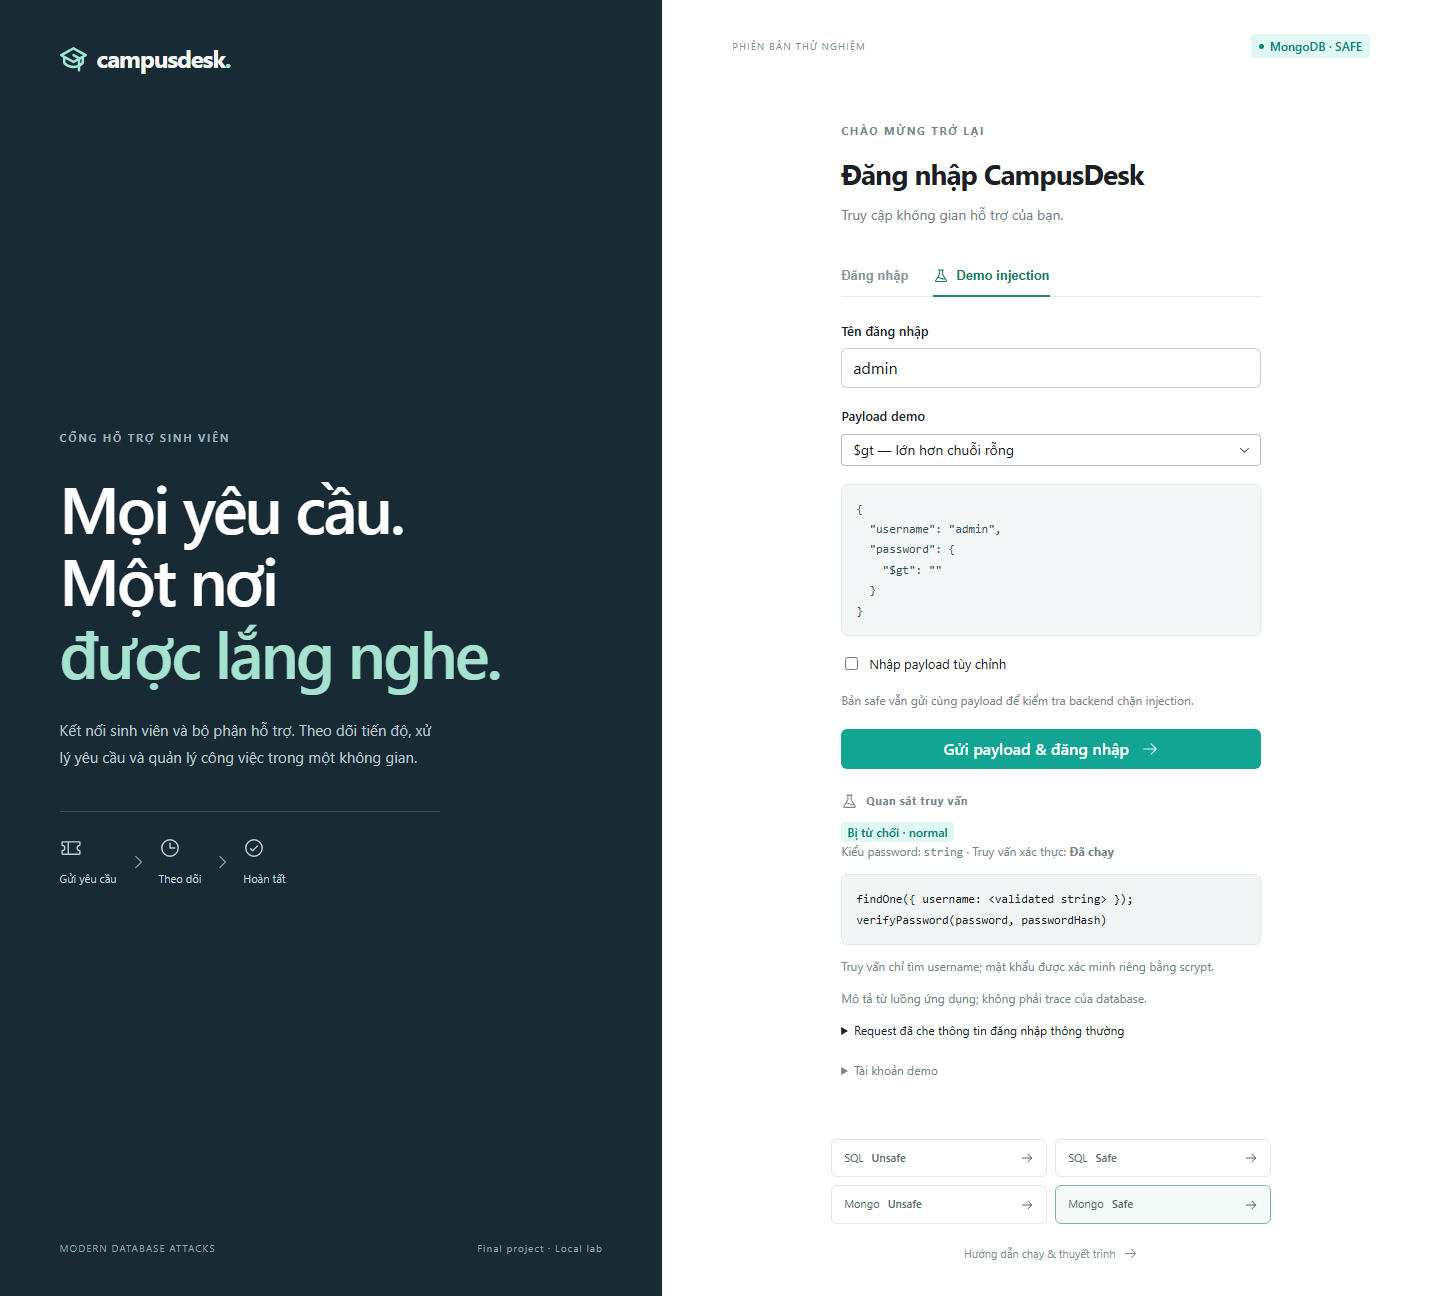 campusdesk.
CỔNG HỖ TRỢ SINH VIÊN
Mọi yêu cầu.
Một nơi
được lắng nghe.
Kết nối sinh viên và bộ phận hỗ trợ. Theo dõi tiến độ, xử
lý yêu cầu và quản lý công việc trong một không gian.
Gửi yêu cầu
Theo dõi
Hoàn tất
MODERN DATABASE ATTACKS
Final project · Local lab
PHIÊN BẢN THỬ NGHIỆM
MongoDB · SAFE
CHÀO MỪNG TRỞ LẠI
Đăng nhập CampusDesk
Truy cập không gian hỗ trợ của bạn.
Đăng nhập
Demo injection
Tên đăng nhập
admin
Payload demo
$gt — lớn hơn chuỗi rỗng
{
"username": "admin",
"password": {
"$gt": ""
}
}
Nhập payload tùy chỉnh
Bản safe vẫn gửi cùng payload để kiểm tra backend chặn injection.
Gửi payload & đăng nhập
Quan sát truy vấn
Bị từ chối · normal
Kiểu password: string · Truy vấn xác thực: Đã chạy
findOne({ username: <validated string> });
verifyPassword(password, passwordHash)
Truy vấn chỉ tìm username; mật khẩu được xác minh riêng bằng scrypt.
Mô tả từ luồng ứng dụng; không phải trace của database.
Request đã che thông tin đăng nhập thông thường
Tài khoản demo
SQL Unsafe
SQL Safe
Mongo Unsafe
Mongo Safe
Hướng dẫn chạy & thuyết trình